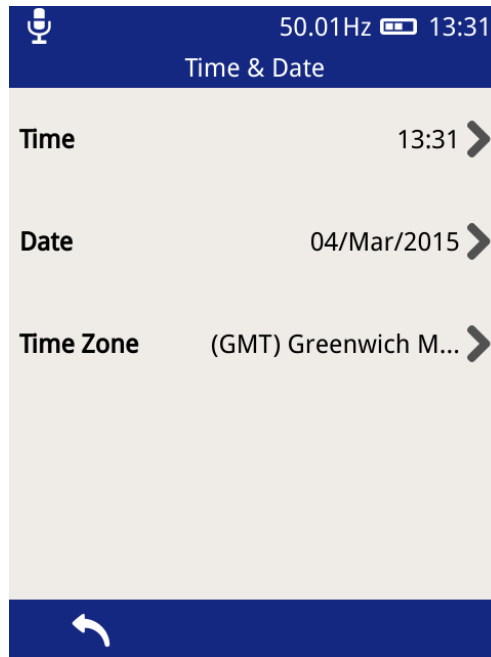 50.01Hz 13:31
Time & Date
Time 13:31
Date 04/Mar/2015
Time Zone (GMT) Greenwich M...